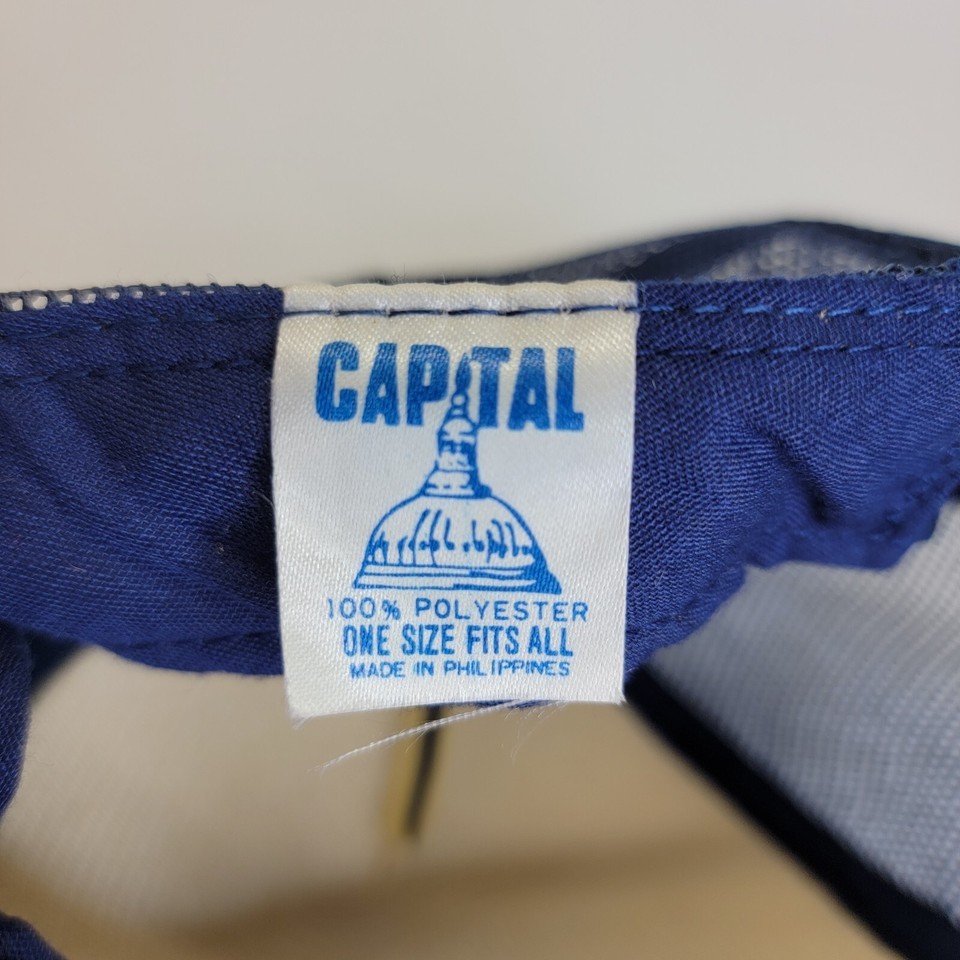 CAPITAL
100% POLYESTER
ONE SIZE FITS ALL
MADE IN PHILIPPINES